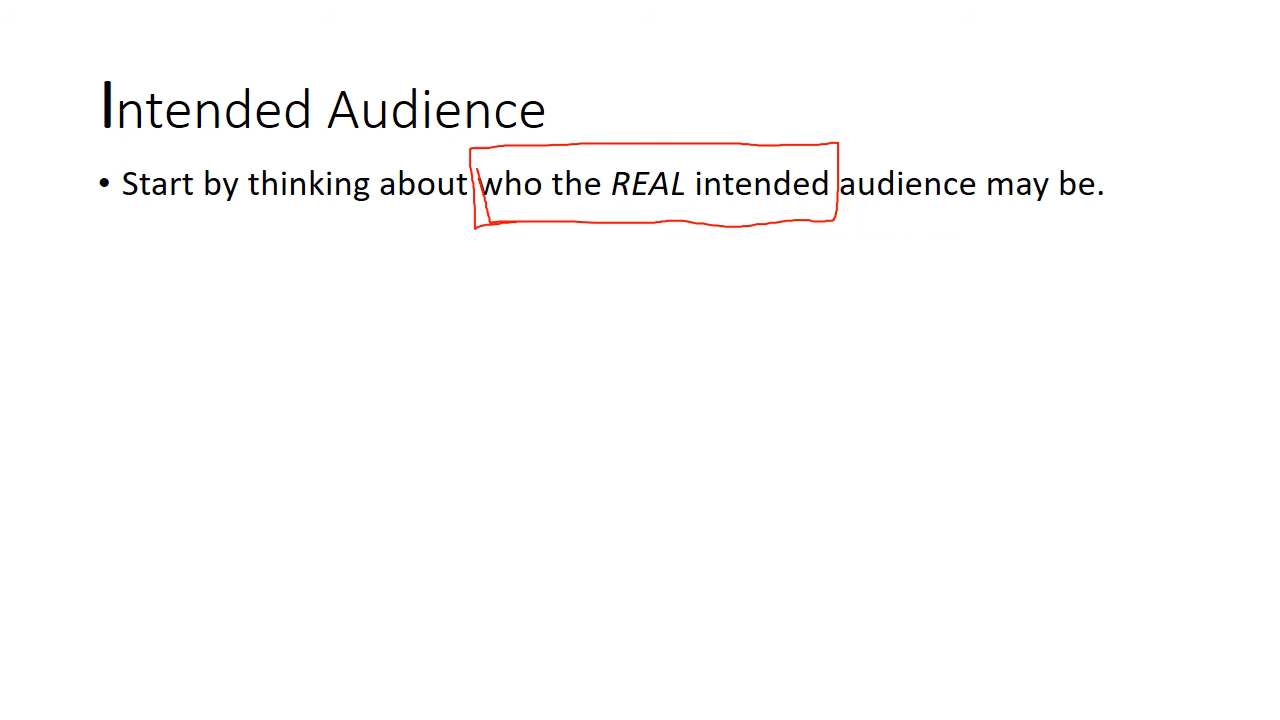 Intended Audience
• Start by thinking about who the REAL intended audience may be.